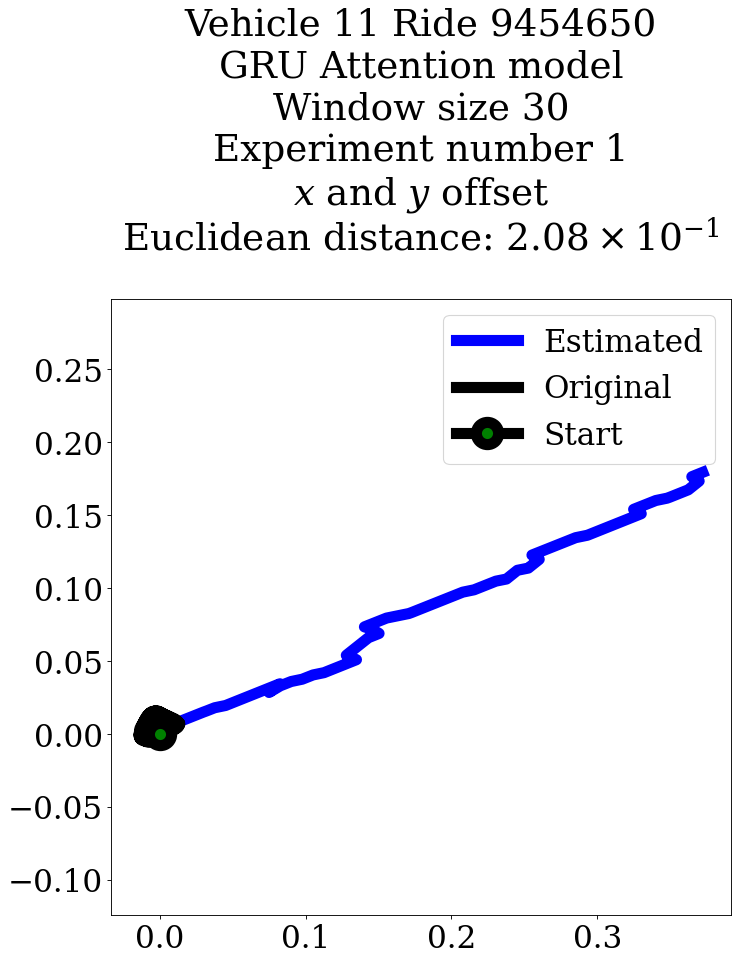 Vehicle 11 Ride 9454650
GRU Attention model
Window size 30
Experiment number 1
x and y offset
Euclidean distance: 2.08 × 10⁻¹
Estimated
Original
Start
0.25
0.20
0.15
0.10
0.05
0.00
−0.05
−0.10
0.0 0.1 0.2 0.3